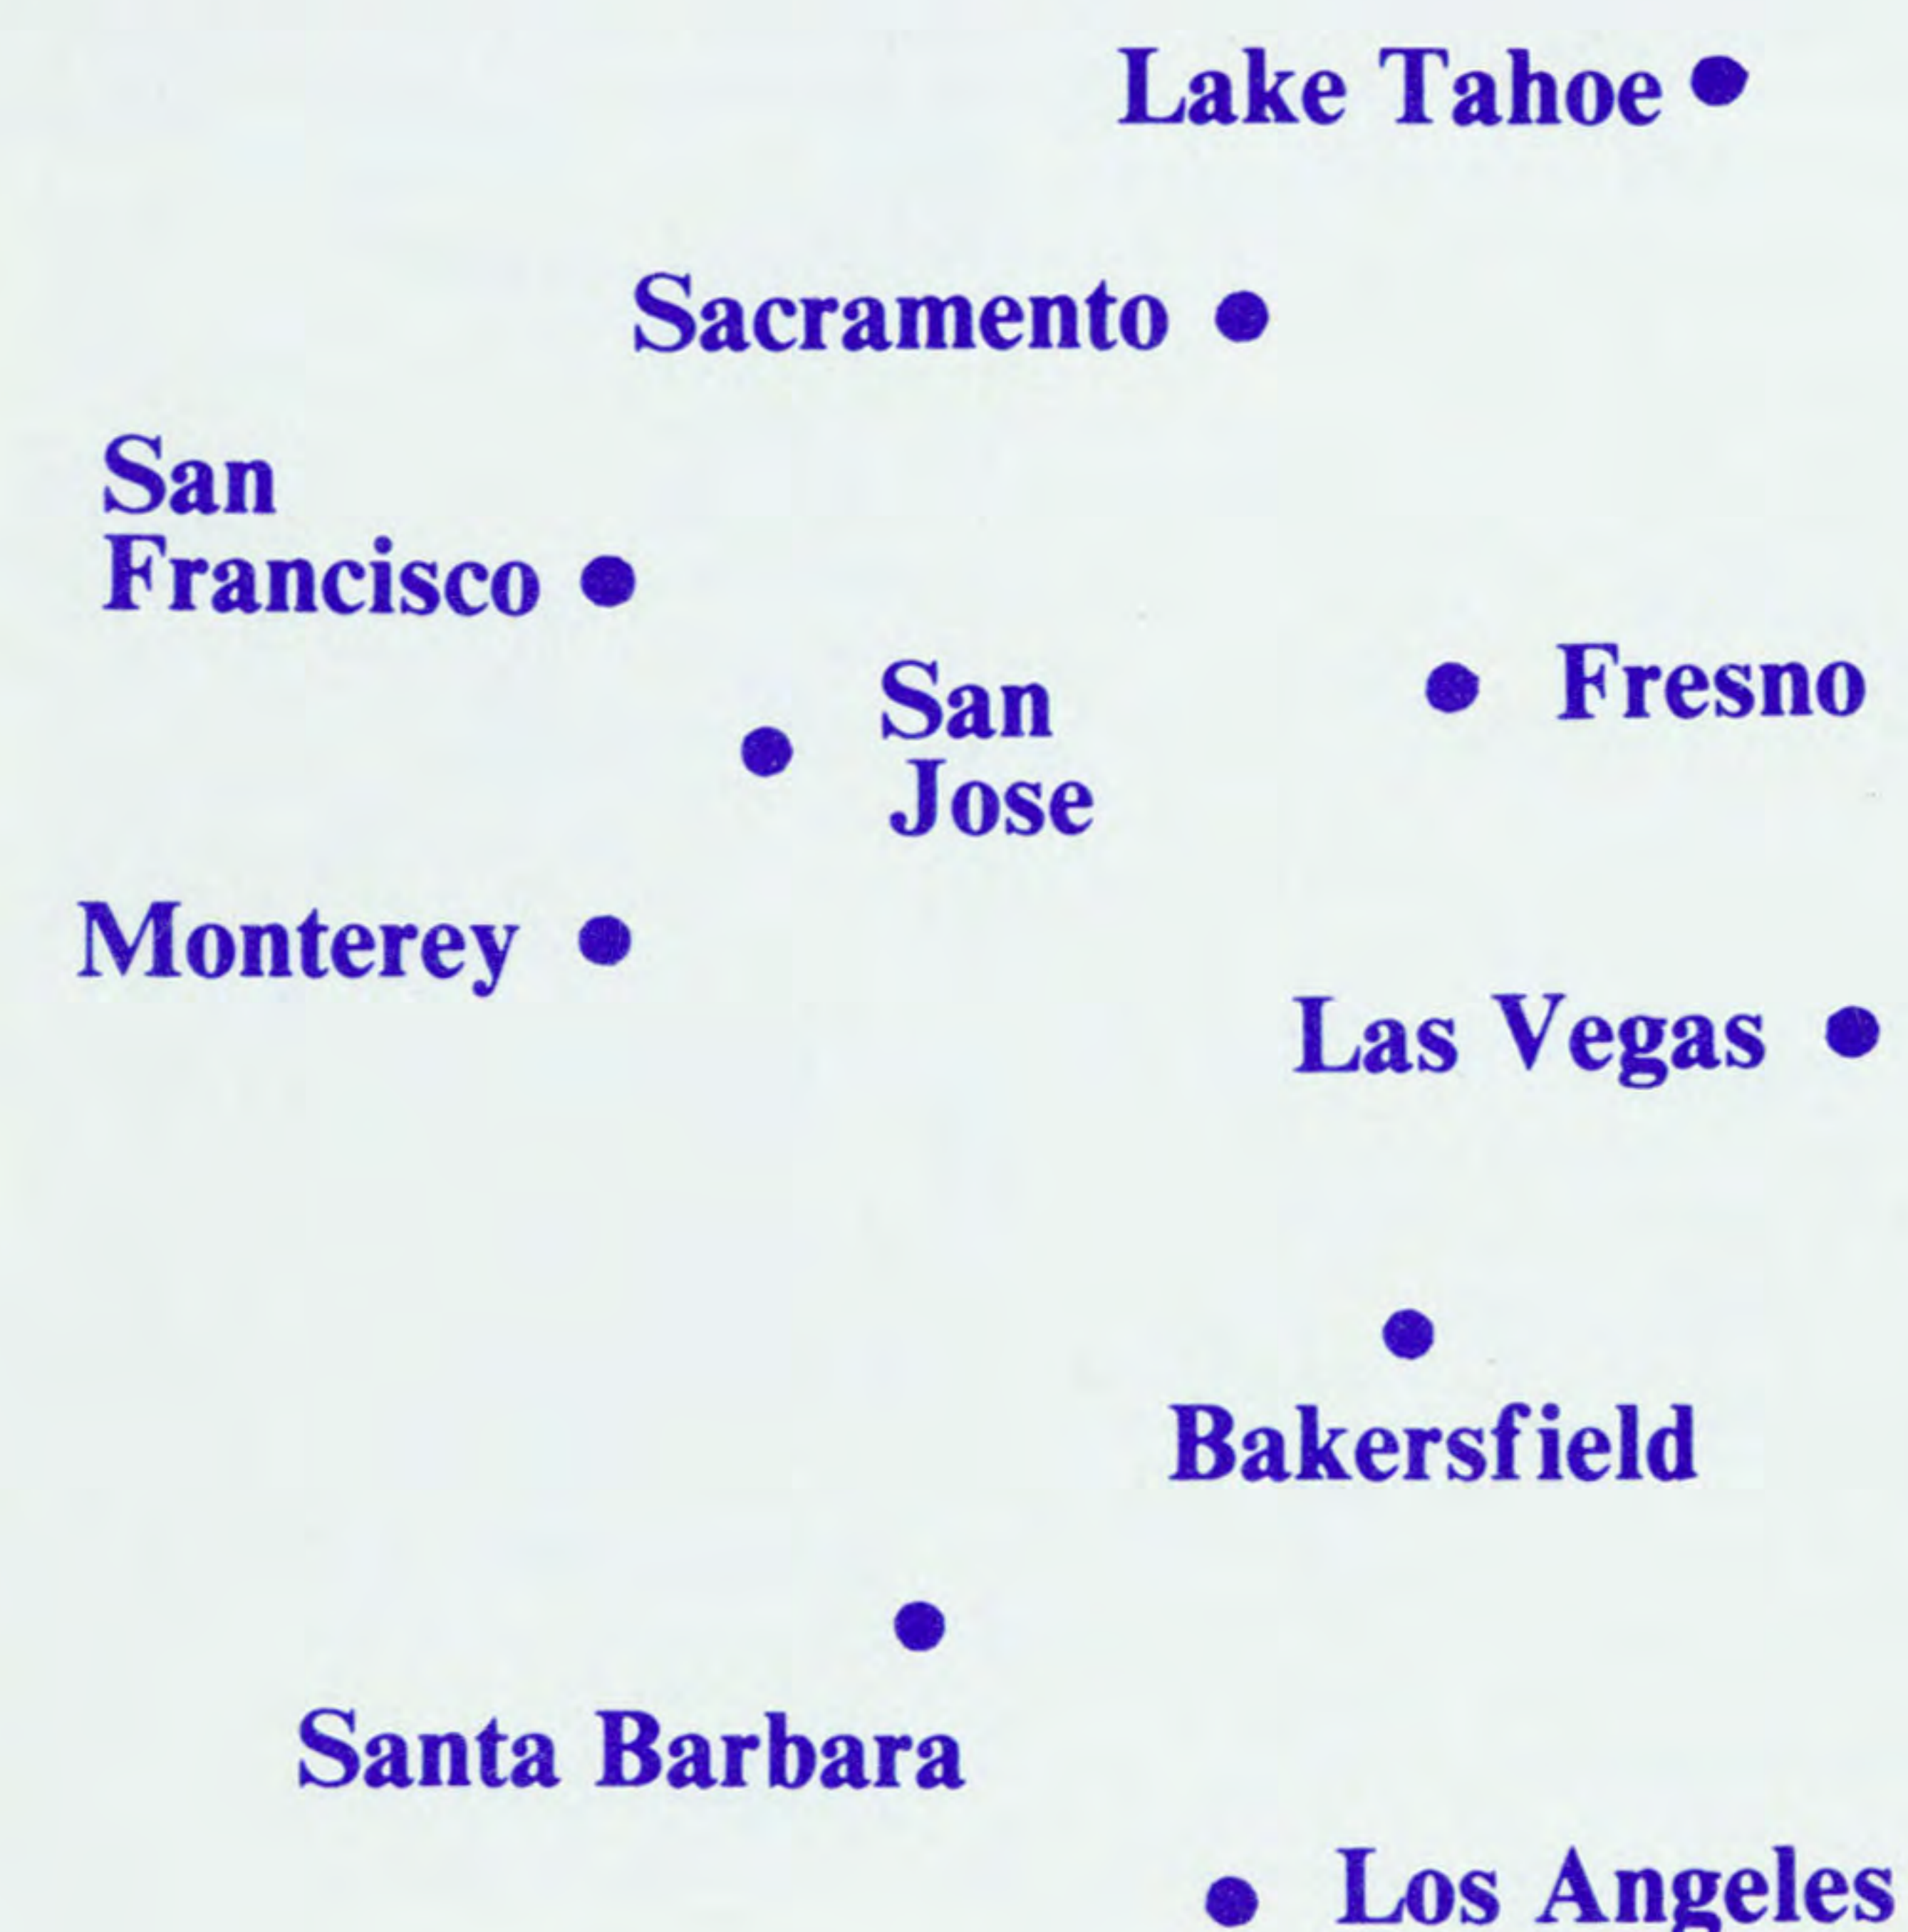 Lake Tahoe
Sacramento
San
Francisco
San
Jose
Fresno
Monterey
Las Vegas
Bakersfield
Santa Barbara
Los Angeles